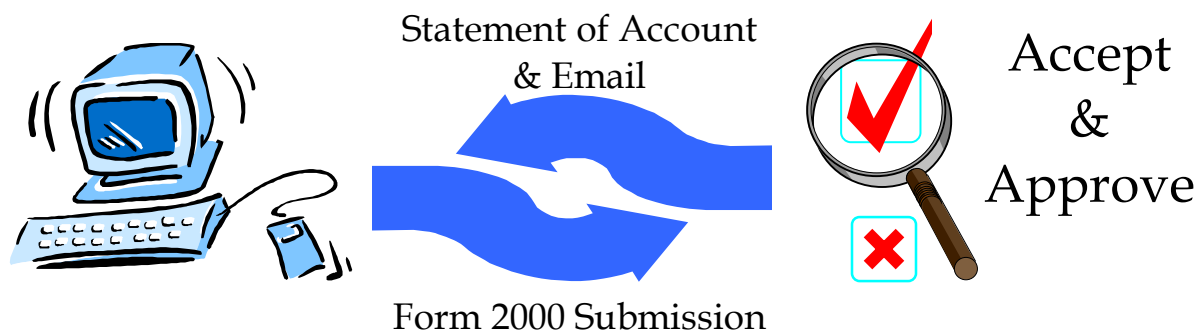 Statement of Account
& Email
Accept
&
Approve
Form 2000 Submission